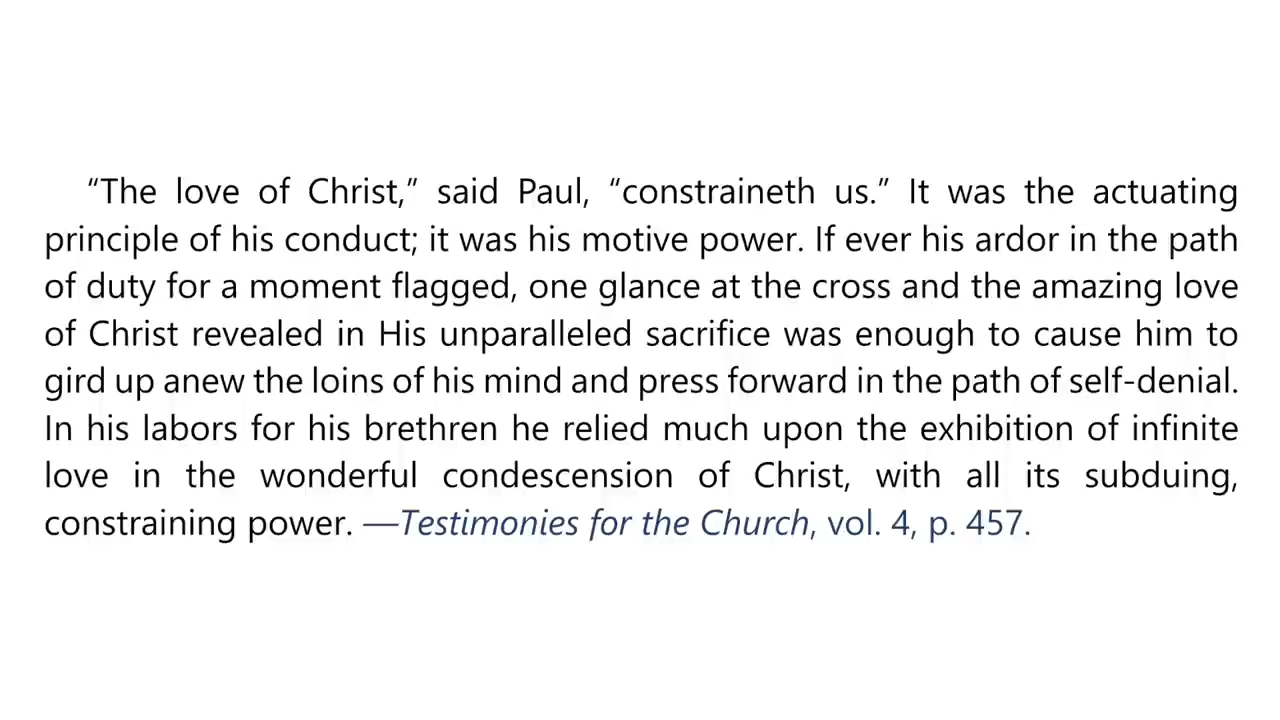 “The love of Christ,” said Paul, “constraineth us.” It was the actuating
principle of his conduct; it was his motive power. If ever his ardor in the path
of duty for a moment flagged, one glance at the cross and the amazing love
of Christ revealed in His unparalleled sacrifice was enough to cause him to
gird up anew the loins of his mind and press forward in the path of self-denial.
In his labors for his brethren he relied much upon the exhibition of infinite
love in the wonderful condescension of Christ, with all its subduing,
constraining power. —Testimonies for the Church, vol. 4, p. 457.